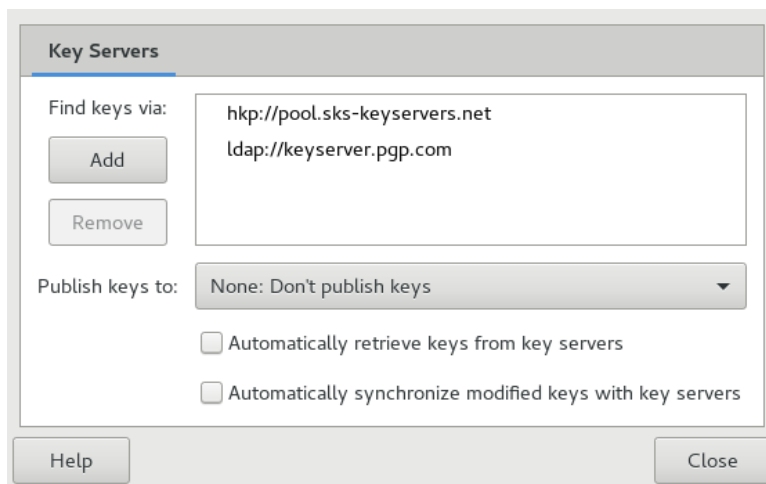 Key Servers
Find keys via:
hkp://pool.sks-keyservers.net
ldap://keyserver.pgp.com
Add
Remove
Publish keys to:
None: Don't publish keys
Automatically retrieve keys from key servers
Automatically synchronize modified keys with key servers
Help
Close